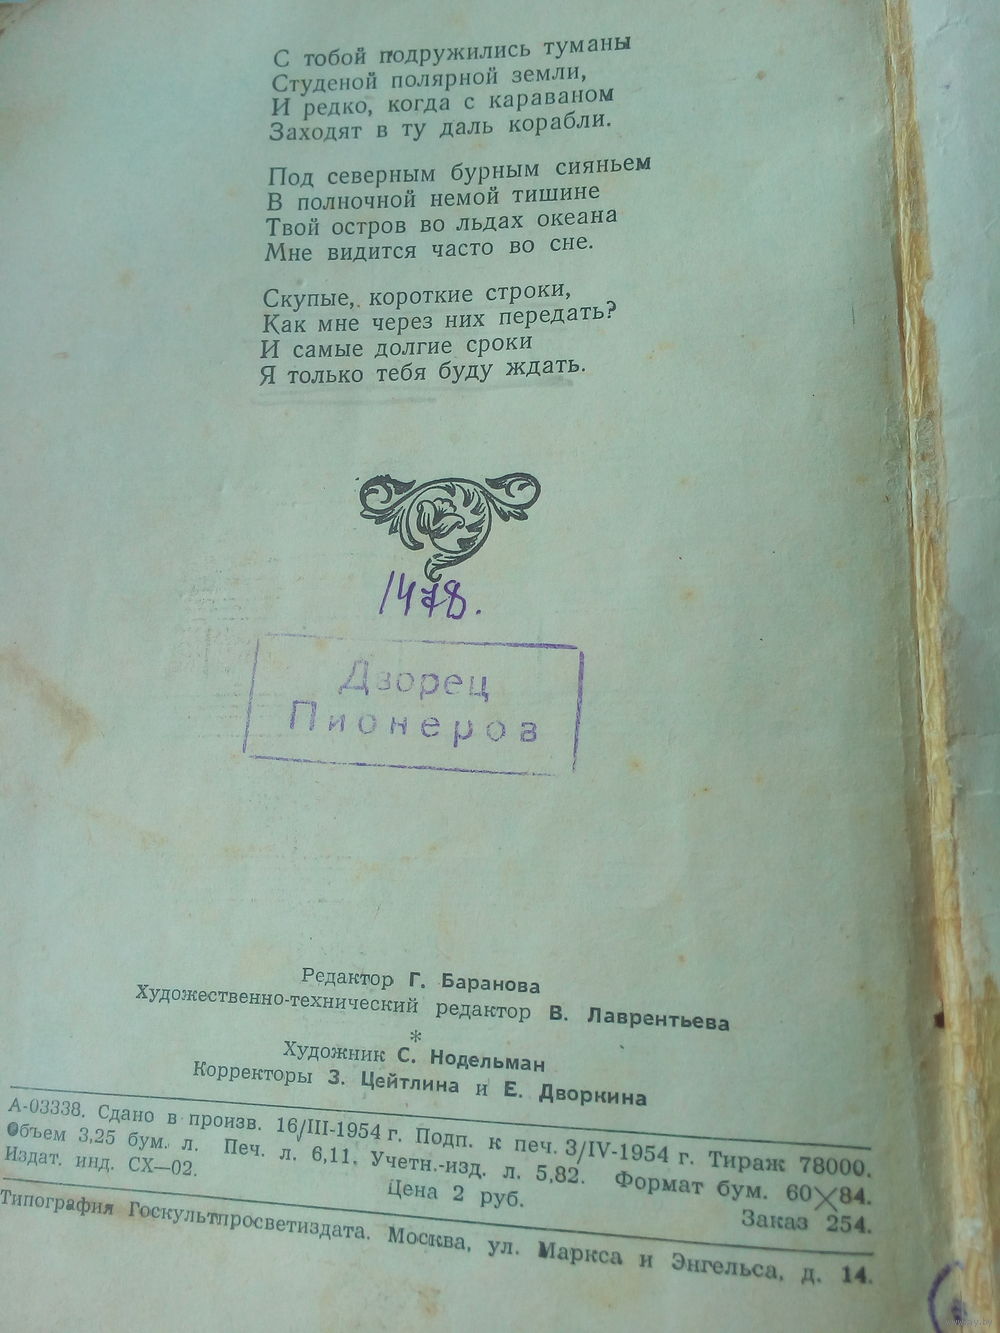 С тобой подружились туманы
Студеной полярной земли,
И редко, когда с караваном
Заходят в ту даль корабли.
Под северным бурным сияньем
В полночной немой тишине
Твой остров во льдах океана
Мне видится часто во сне.
Скупые, короткие строки,
Как мне через них передать?
И самые долгие сроки
Я только тебя буду ждать.
1478.
Дворец
Пионеров
Редактор Г. Баранова
Художественно-технический редактор В. Лаврентьева
*
Художник С. Нодельман
Корректоры З. Цейтлина и Е. Дворкина
А-03338. Сдано в произв. 16/III-1954 г. Подп. к печ. 3/IV-1954 г. Тираж 78000.
Объем 3,25 бум. л. Печ. л. 6,11. Учетн.-изд. л. 5,82. Формат бум. 60×84.
Издат. инд. СХ—02. Цена 2 руб. Заказ 254.
Типография Госкультпросветиздата. Москва, ул. Маркса и Энгельса, д. 14.